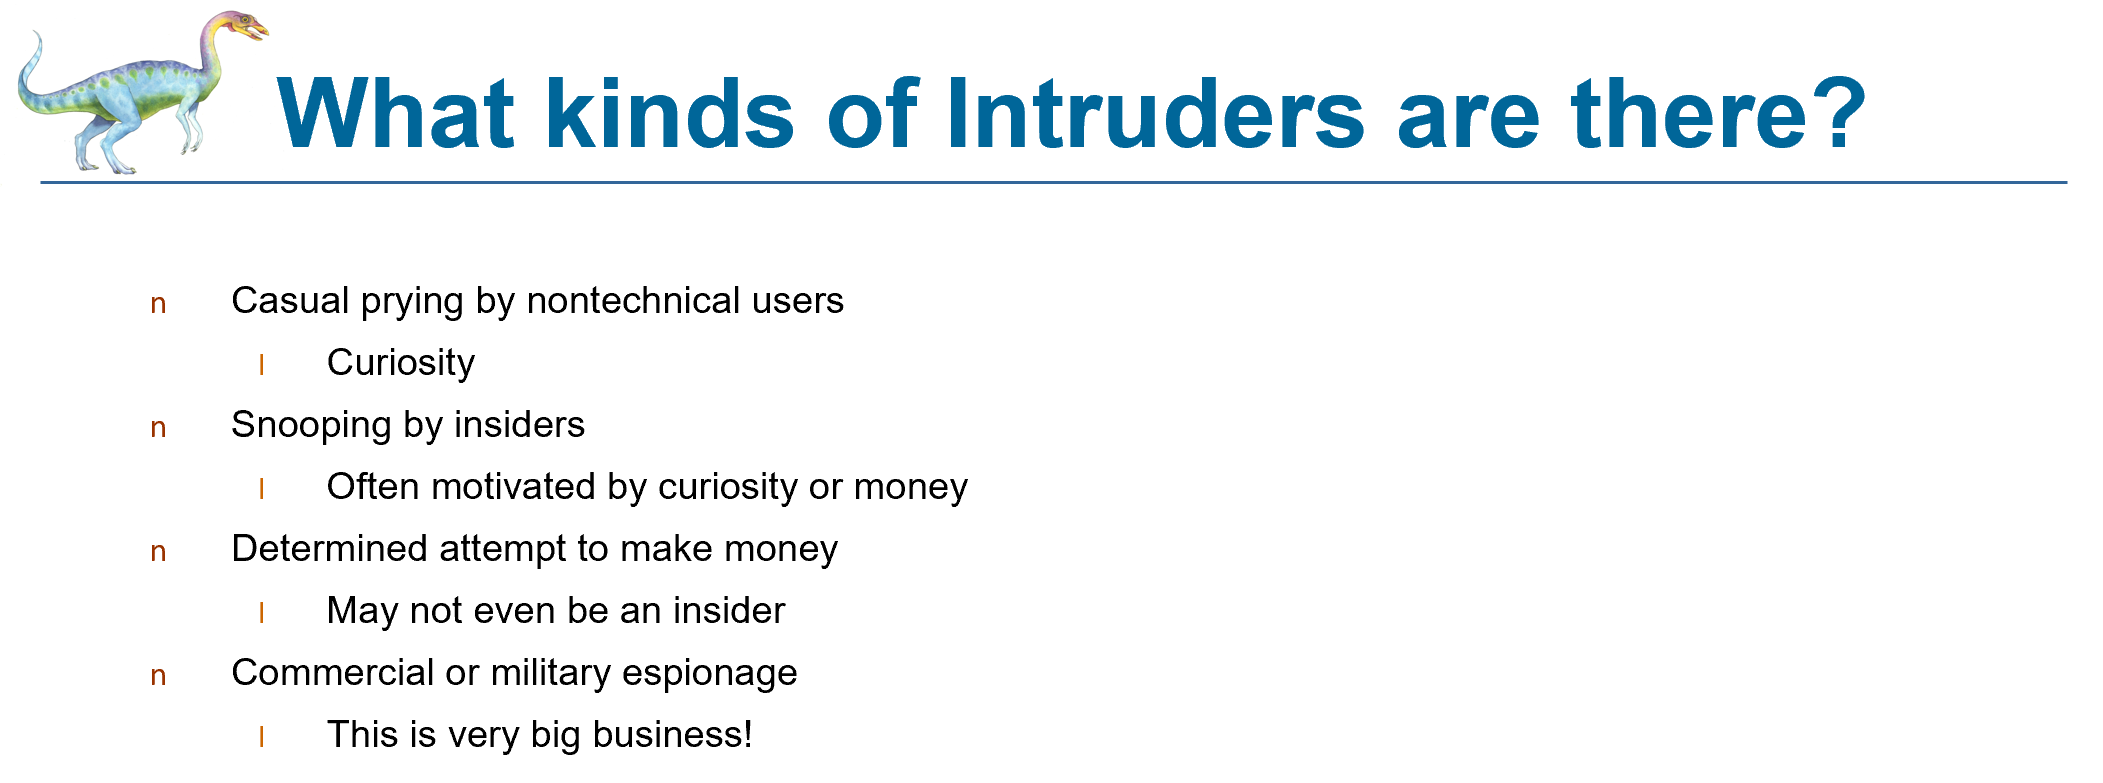 What kinds of Intruders are there?
n Casual prying by nontechnical users
l Curiosity
n Snooping by insiders
l Often motivated by curiosity or money
n Determined attempt to make money
l May not even be an insider
n Commercial or military espionage
l This is very big business!